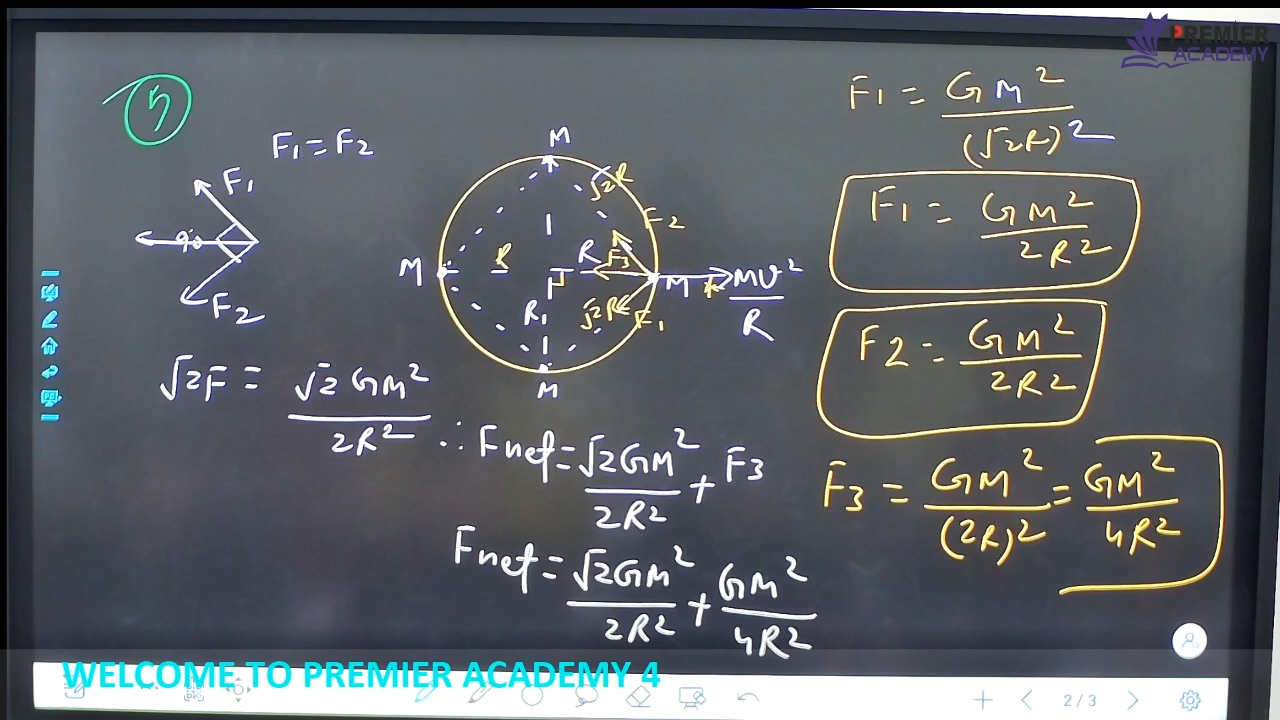 PREMIER
ACADEMY
5
F1 = F2
F1
90
F2
√2F = √2 GM² / 2R²
M
√2R
F2
M
R
R
F3
M
MV² / R
R
√2R
F1
M
∴ Fnet = √2GM² / 2R² + F3
Fnet = √2GM² / 2R² + GM² / 4R²
F1 = GM² / (√2R)²
F1 = GM² / 2R²
F2 = GM² / 2R²
F3 = GM² / (2R)² = GM² / 4R²
WELCOME TO PREMIER ACADEMY 4
2/3